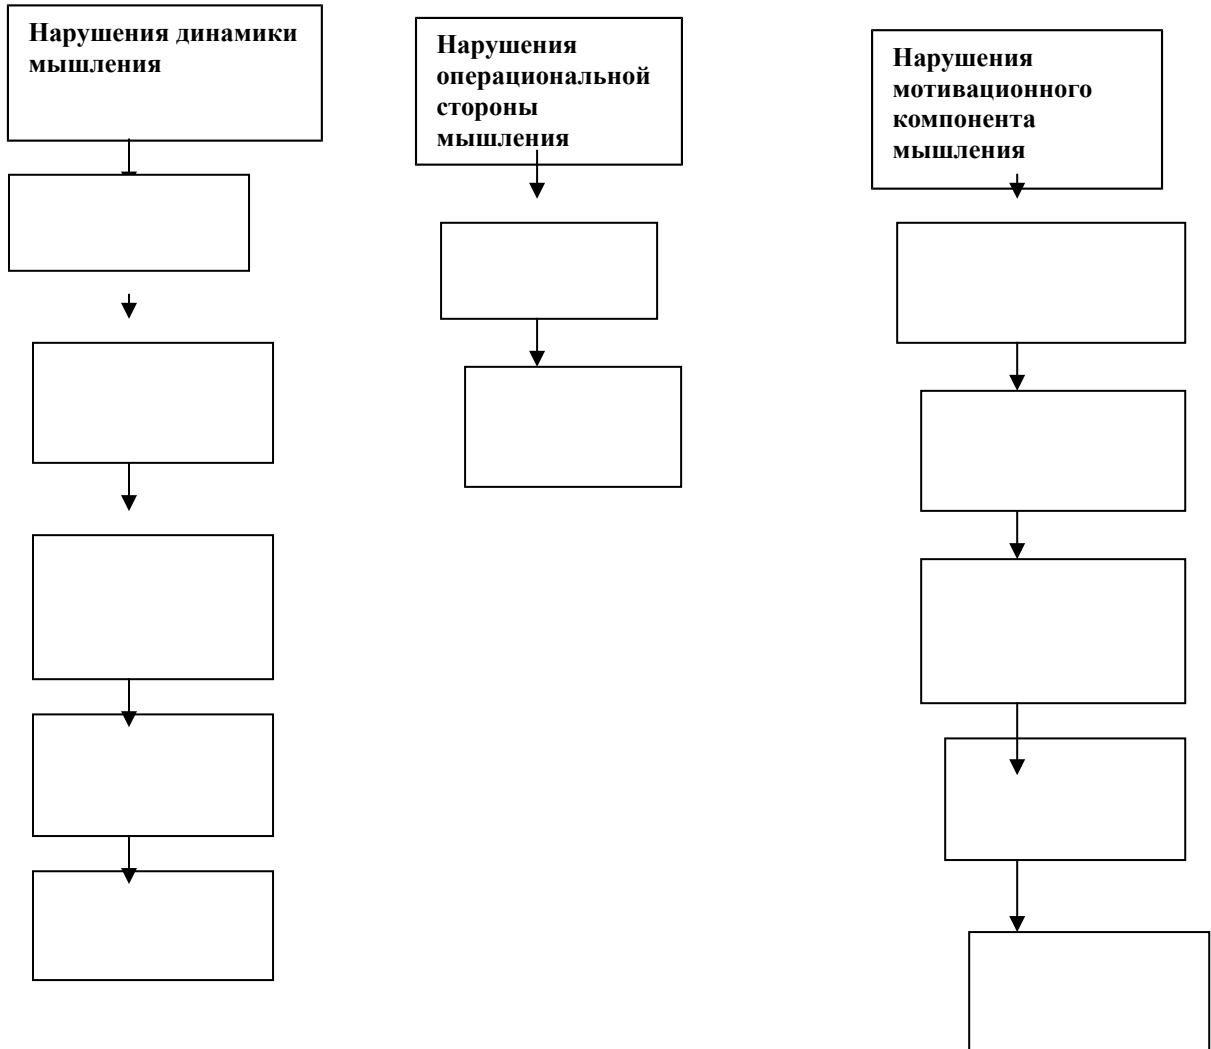 Нарушения динамики
мышления
Нарушения
операциональной
стороны
мышления
Нарушения
мотивационного
компонента
мышления